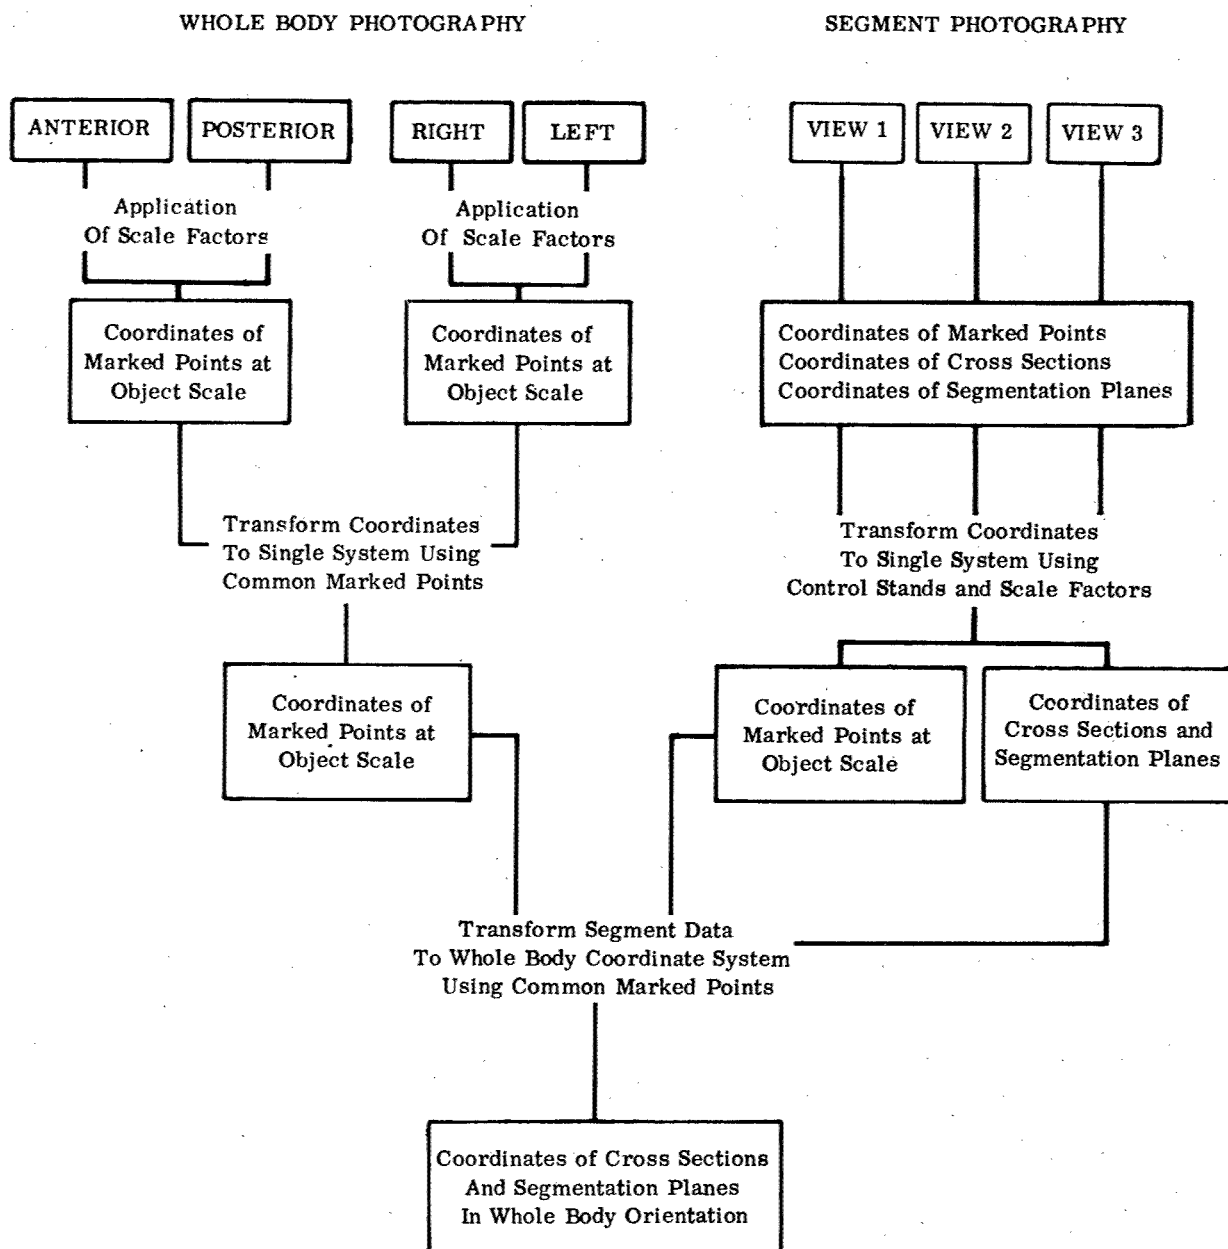 WHOLE BODY PHOTOGRAPHY
SEGMENT PHOTOGRAPHY
ANTERIOR
POSTERIOR
RIGHT
LEFT
VIEW 1
VIEW 2
VIEW 3
Application
Of Scale Factors
Application
Of Scale Factors
Coordinates of
Marked Points at
Object Scale
Coordinates of
Marked Points at
Object Scale
Coordinates of Marked Points
Coordinates of Cross Sections
Coordinates of Segmentation Planes
Transform Coordinates
To Single System Using
Common Marked Points
Transform Coordinates
To Single System Using
Control Stands and Scale Factors
Coordinates of
Marked Points at
Object Scale
Coordinates of
Marked Points at
Object Scale
Coordinates of
Cross Sections and
Segmentation Planes
Transform Segment Data
To Whole Body Coordinate System
Using Common Marked Points
Coordinates of Cross Sections
And Segmentation Planes
In Whole Body Orientation